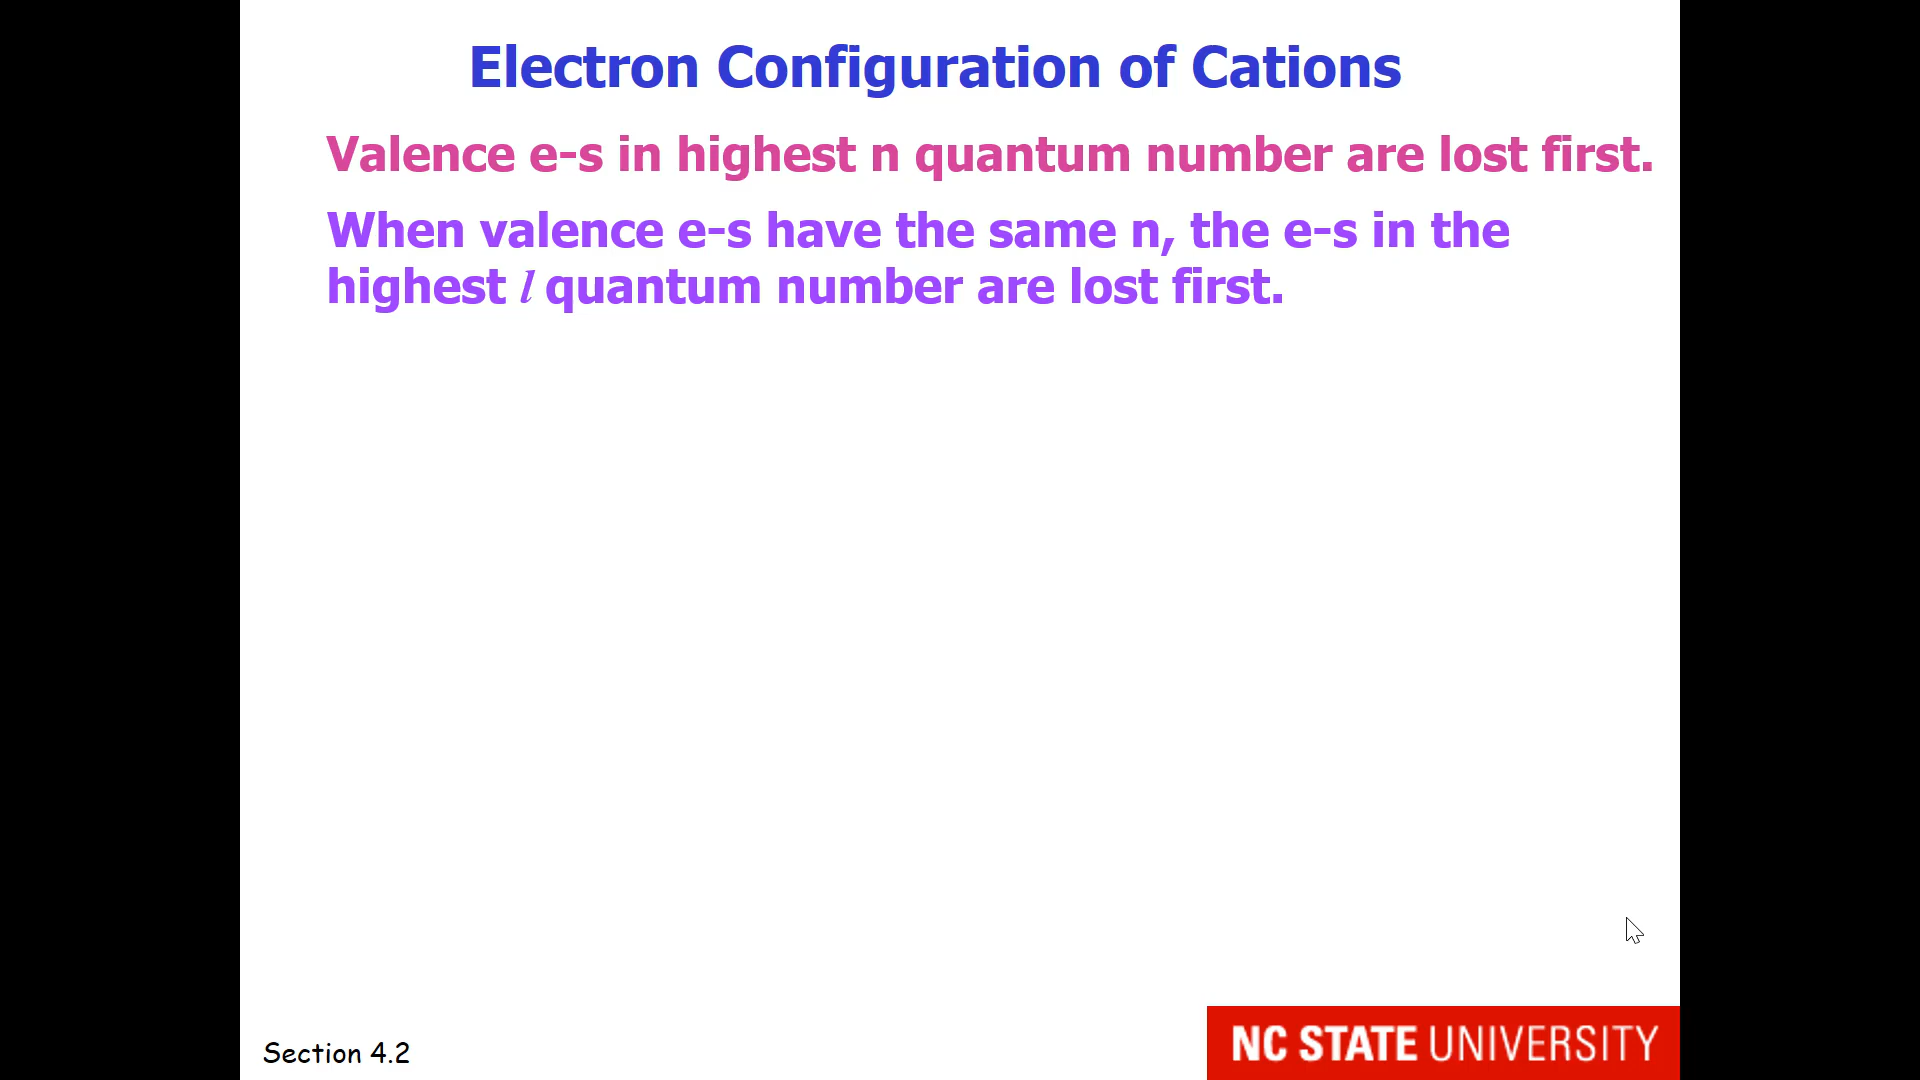 Electron Configuration of Cations
Valence e-s in highest n quantum number are lost first.
When valence e-s have the same n, the e-s in the
highest l quantum number are lost first.
Section 4.2
NC STATE UNIVERSITY